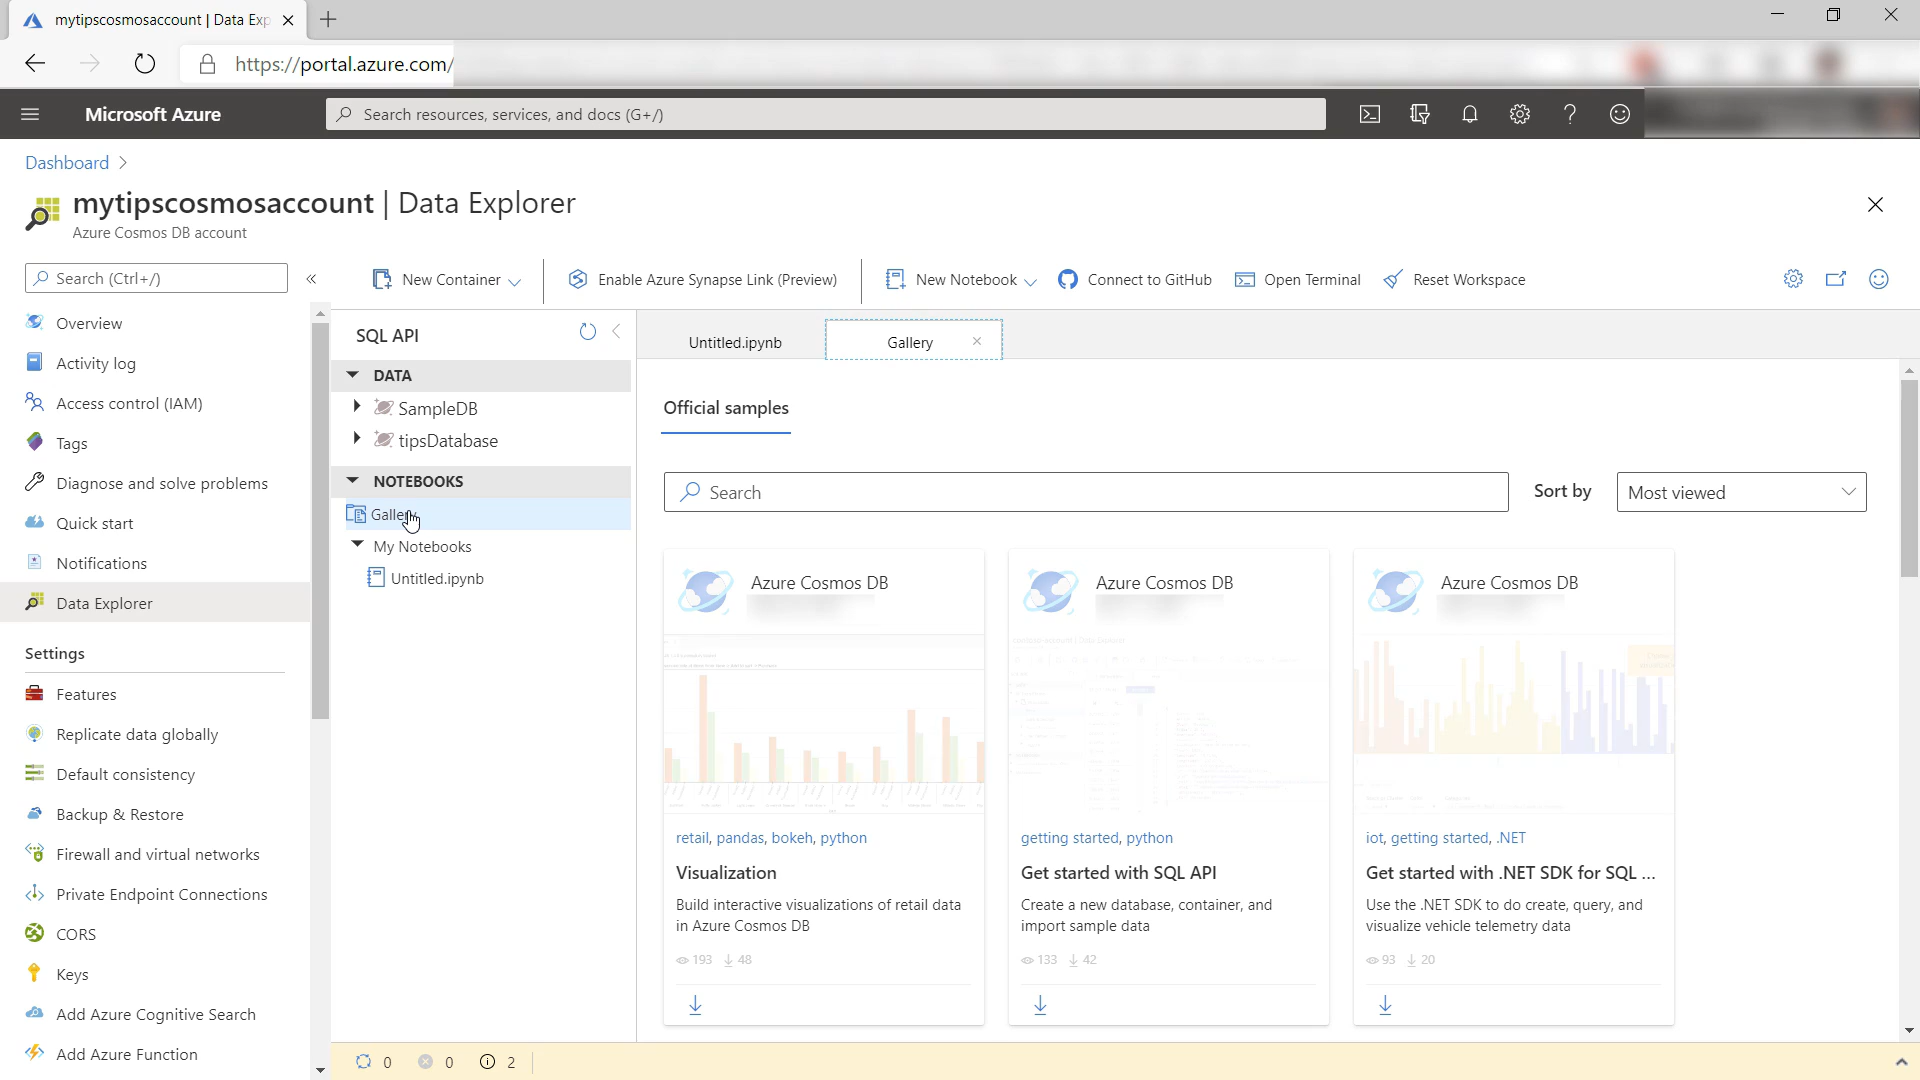 mytipscosmosaccount | Data Exp
https://portal.azure.com/
Microsoft Azure
Search resources, services, and docs (G+/)
Dashboard
mytipscosmosaccount | Data Explorer
Azure Cosmos DB account
Search (Ctrl+/)
New Container
Enable Azure Synapse Link (Preview)
New Notebook
Connect to GitHub
Open Terminal
Reset Workspace
Overview
Activity log
Access control (IAM)
Tags
Diagnose and solve problems
Quick start
Notifications
Data Explorer
Settings
Features
Replicate data globally
Default consistency
Backup & Restore
Firewall and virtual networks
Private Endpoint Connections
CORS
Keys
Add Azure Cognitive Search
Add Azure Function
SQL API
DATA
SampleDB
tipsDatabase
NOTEBOOKS
Gallery
My Notebooks
Untitled.ipynb
Untitled.ipynb
Gallery
Official samples
Search
Sort by
Most viewed
Azure Cosmos DB
retail, pandas, bokeh, python
Visualization
Build interactive visualizations of retail data
in Azure Cosmos DB
193 48
Azure Cosmos DB
getting started, python
Get started with SQL API
Create a new database, container, and
import sample data
133 42
Azure Cosmos DB
iot, getting started, .NET
Get started with .NET SDK for SQL ...
Use the .NET SDK to do create, query, and
visualize vehicle telemetry data
93 20
0 0 2